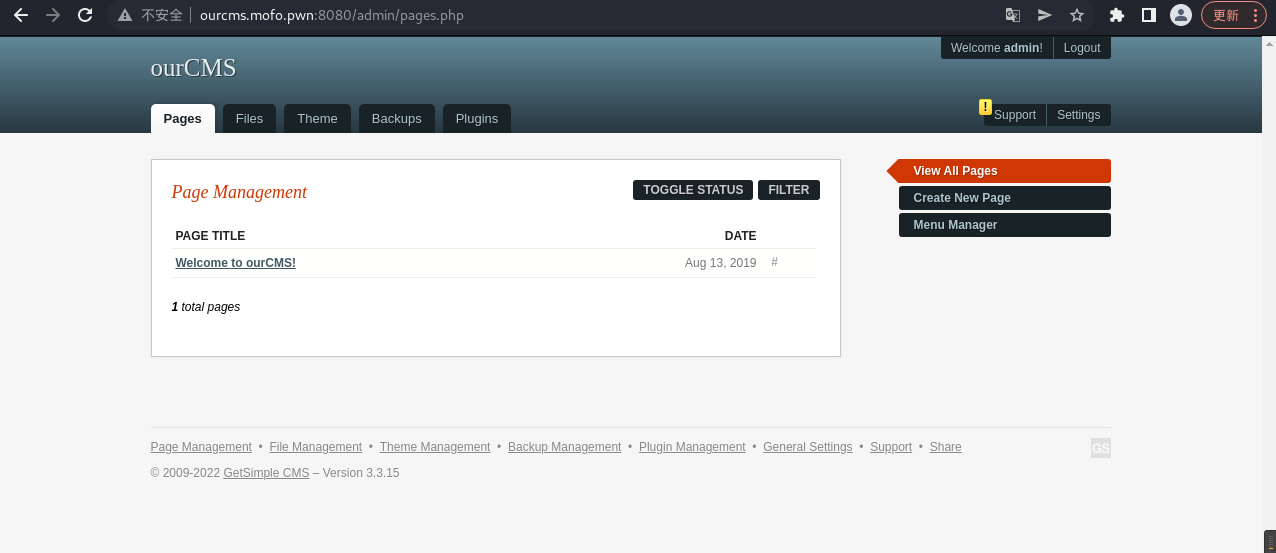 不安全 ourcms.mofo.pwn:8080/admin/pages.php 更新
Welcome admin! Logout
ourCMS
Pages Files Theme Backups Plugins
! Support Settings
Page Management TOGGLE STATUS FILTER
View All Pages
Create New Page
Menu Manager
PAGE TITLE DATE
Welcome to ourCMS! Aug 13, 2019 #
1 total pages
Page Management • File Management • Theme Management • Backup Management • Plugin Management • General Settings • Support • Share
GS
© 2009-2022 GetSimple CMS – Version 3.3.15